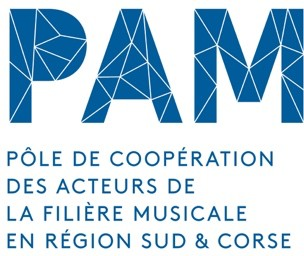 PAM
PÔLE DE COOPÉRATION
DES ACTEURS DE
LA FILIÈRE MUSICALE
EN RÉGION SUD & CORSE